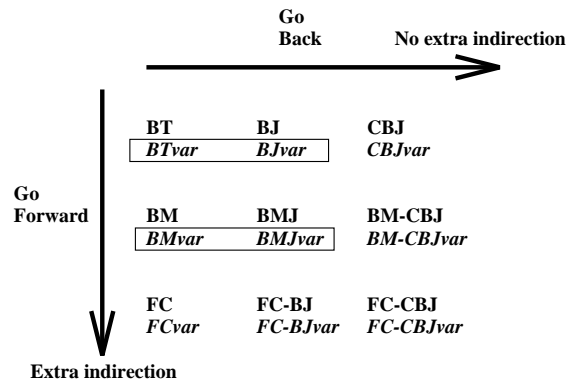 Go
Back No extra indirection
BT BJ CBJ
BTvar BJvar CBJvar
Go
Forward BM BMJ BM-CBJ
BMvar BMJvar BM-CBJvar
FC FC-BJ FC-CBJ
FCvar FC-BJvar FC-CBJvar
Extra indirection